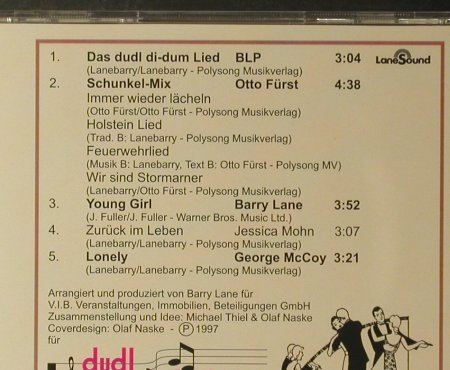 1. Das dudl di-dum Lied BLP 3:04 LaneSound
(Lanebarry/Lanebarry - Polysong Musikverlag)
2. Schunkel-Mix Otto Fürst 4:38
Immer wieder lächeln
(Otto Fürst/Otto Fürst - Polysong Musikverlag)
Holstein Lied
(Trad. B: Lanebarry - Polysong Musikverlag)
Feuerwehrlied
(Musik B: Lanebarry, Text B: Otto Fürst - Polysong MV)
Wir sind Stormarner
(Lanebarry/Otto Fürst - Polysong Musikverlag)
3. Young Girl Barry Lane 3:52
(J. Fuller/J. Fuller - Warner Bros. Music Ltd.)
4. Zurück im Leben Jessica Mohn 3:07
(Lanebarry/Lanebarry - Polysong Musikverlag)
5. Lonely George McCoy 3:21
(Lanebarry/Lanebarry - Polysong Musikverlag)
Arrangiert und produziert von Barry Lane für
V.I.B. Veranstaltungen, Immobilien, Beteiligungen GmbH
Zusammenstellung und Idee: Michael Thiel & Olaf Naske
Coverdesign: Olaf Naske - Ⓟ 1997
für
dudl